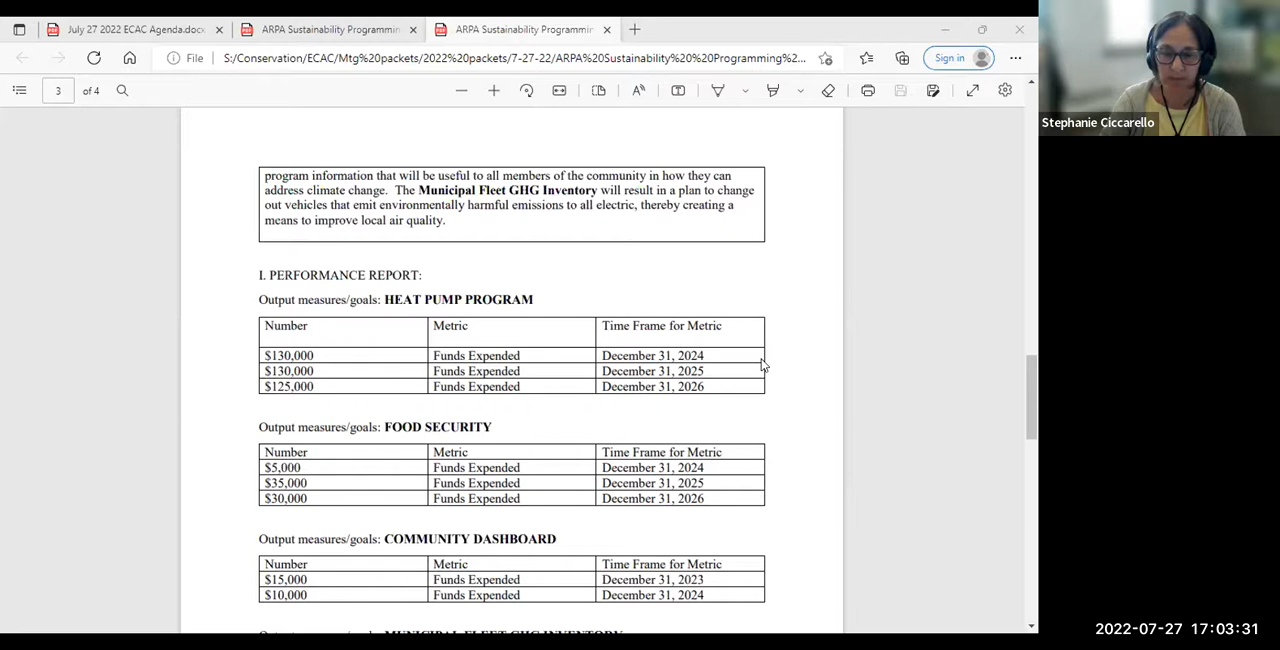 July 27 2022 ECAC Agenda.docx
ARPA Sustainability Programmin
ARPA Sustainability Programmin
File
S:/Conservation/ECAC/Mtg%20packets/2022%20packets/7-27-22/ARPA%20Sustainability%20%20Programming%2...
Sign in
3 of 4
Stephanie Ciccarello
program information that will be useful to all members of the community in how they can
address climate change. The Municipal Fleet GHG Inventory will result in a plan to change
out vehicles that emit environmentally harmful emissions to all electric, thereby creating a
means to improve local air quality.
I. PERFORMANCE REPORT:
Output measures/goals: HEAT PUMP PROGRAM
Number Metric Time Frame for Metric
$130,000 Funds Expended December 31, 2024
$130,000 Funds Expended December 31, 2025
$125,000 Funds Expended December 31, 2026
Output measures/goals: FOOD SECURITY
Number Metric Time Frame for Metric
$5,000 Funds Expended December 31, 2024
$35,000 Funds Expended December 31, 2025
$30,000 Funds Expended December 31, 2026
Output measures/goals: COMMUNITY DASHBOARD
Number Metric Time Frame for Metric
$15,000 Funds Expended December 31, 2023
$10,000 Funds Expended December 31, 2024
Output measures/goals: MUNICIPAL FLEET GHG INVENTORY
2022-07-27 17:03:31